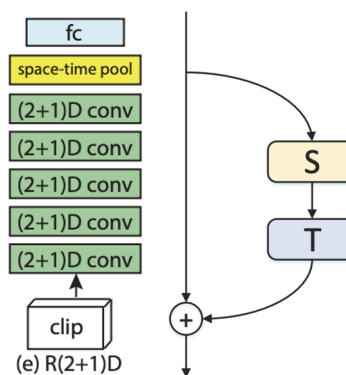 fc
space-time pool
(2+1)D conv
(2+1)D conv
(2+1)D conv
(2+1)D conv
(2+1)D conv
clip
(e) R(2+1)D
S
T
+